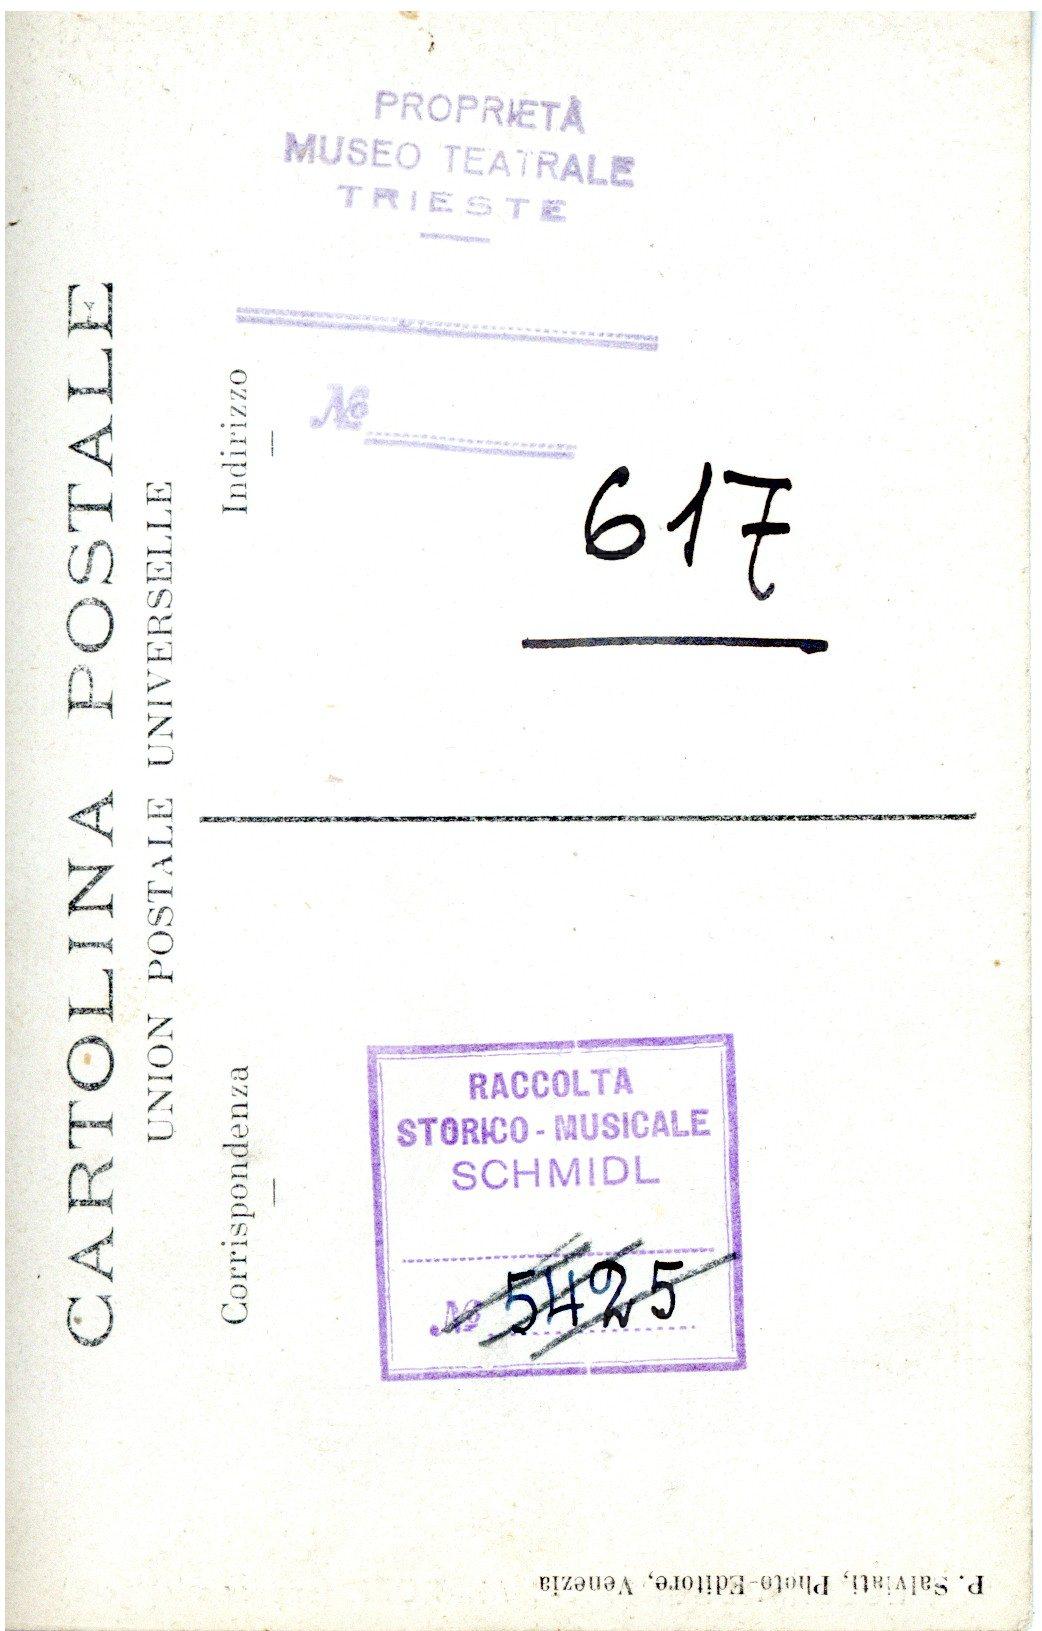 PROPRIETÀ
MUSEO TEATRALE
TRIESTE
No
617
CARTOLINA POSTALE
UNION POSTALE UNIVERSELLE
Indirizzo
Corrispondenza
RACCOLTA
STORICO-MUSICALE
SCHMIDL
No 5425
P. Salviati, Photo-Editore, Venezia